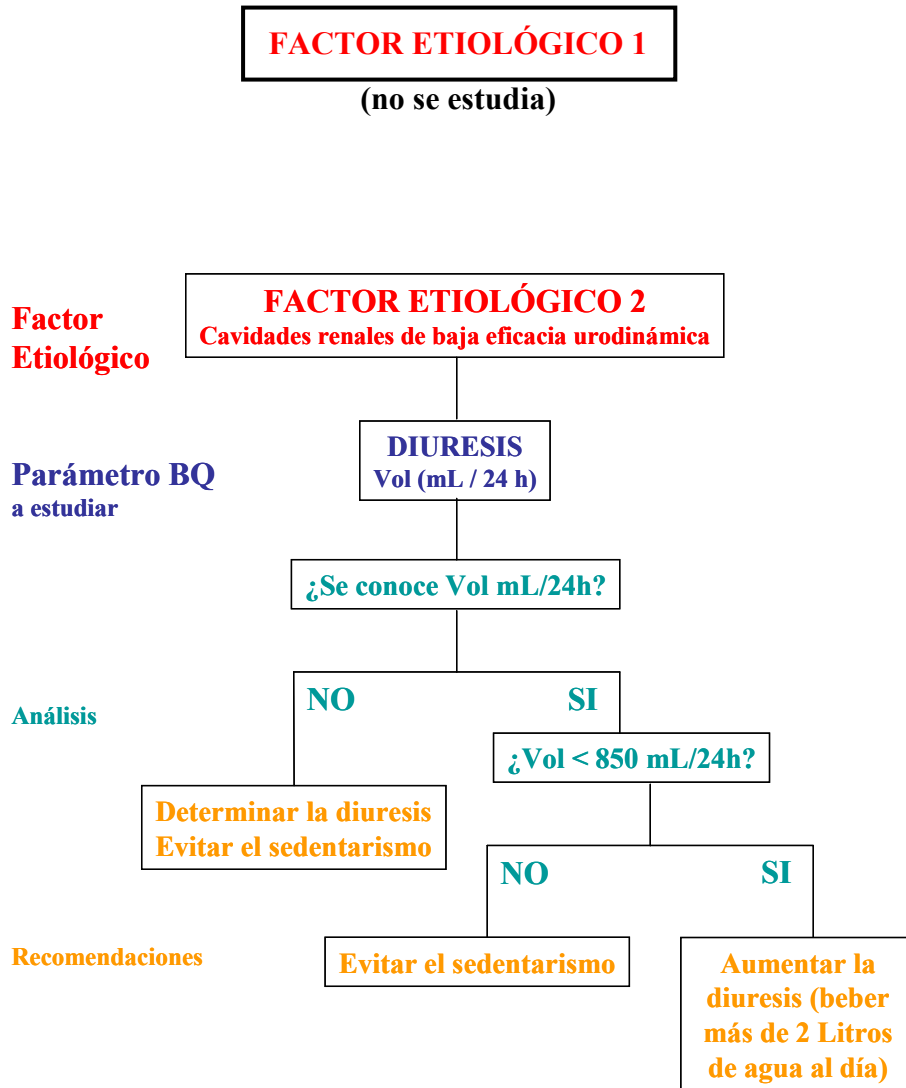 FACTOR ETIOLÓGICO 1
(no se estudia)
Factor
Etiológico
FACTOR ETIOLÓGICO 2
Cavidades renales de baja eficacia urodinámica
Parámetro BQ
a estudiar
DIURESIS
Vol (mL / 24 h)
¿Se conoce Vol mL/24h?
Análisis
NO
SI
¿Vol < 850 mL/24h?
Determinar la diuresis
Evitar el sedentarismo
NO
SI
Recomendaciones
Evitar el sedentarismo
Aumentar la
diuresis (beber
más de 2 Litros
de agua al día)